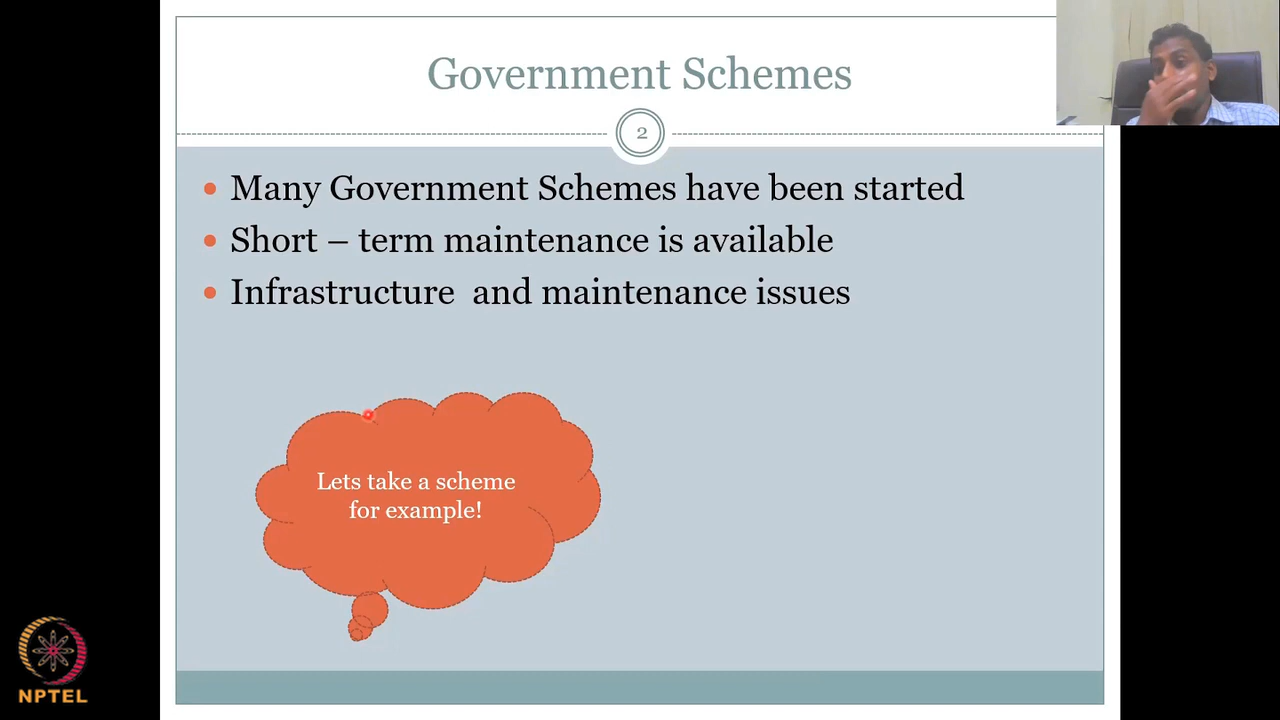 Government Schemes
2
Many Government Schemes have been started
Short – term maintenance is available
Infrastructure and maintenance issues
Lets take a scheme
for example!
NPTEL